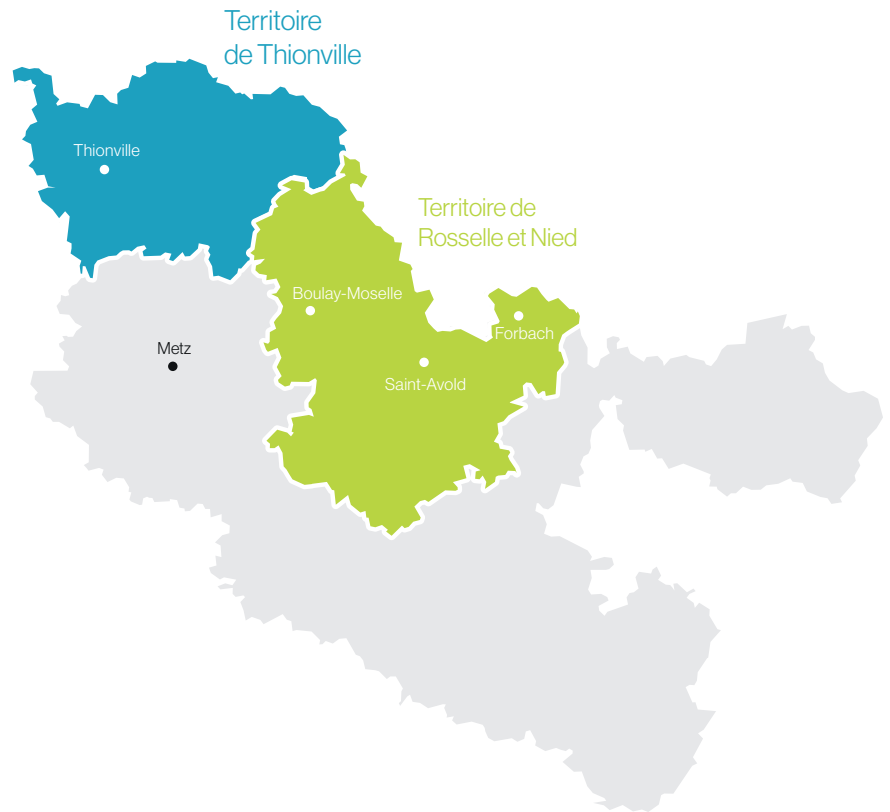 Territoire
de Thionville
Thionville
Territoire de
Rosselle et Nied
Boulay-Moselle
Forbach
Metz
Saint-Avold